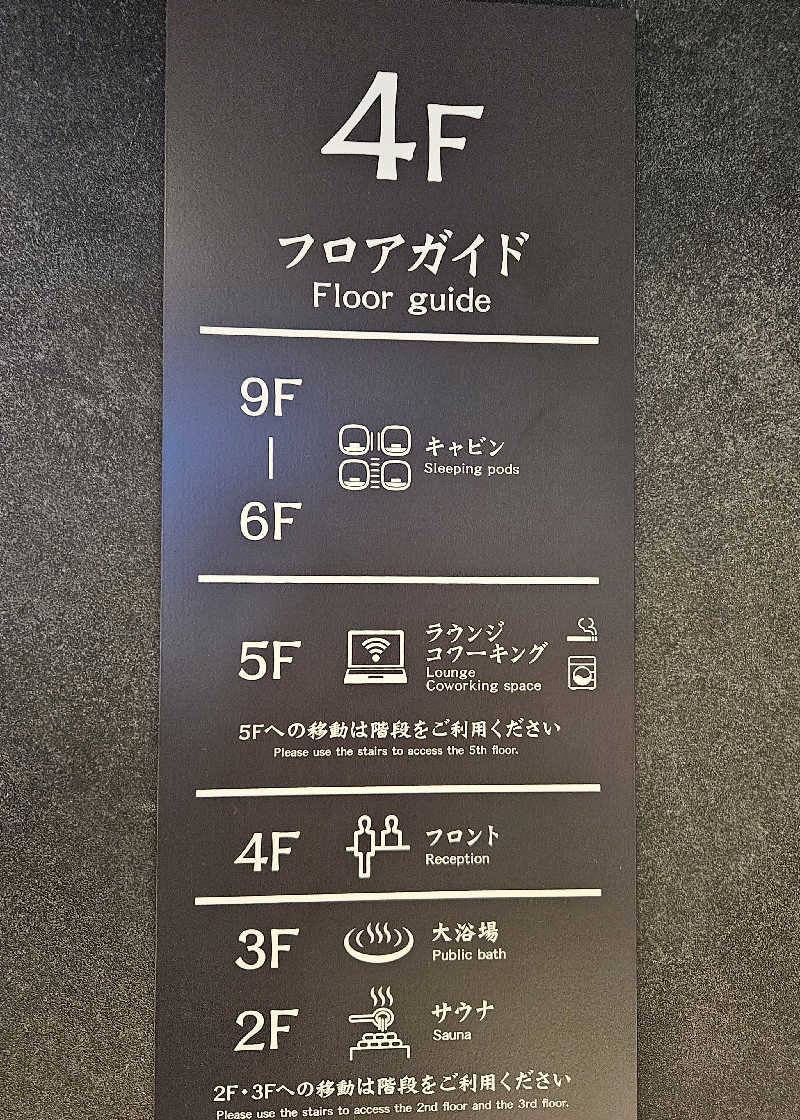 4F
フロアガイド
Floor guide
9F
|
6F
キャビン
Sleeping pods
5F
ラウンジ
コワーキング
Lounge
Coworking space
5Fへの移動は階段をご利用ください
Please use the stairs to access the 5th floor.
4F
フロント
Reception
3F
大浴場
Public bath
2F
サウナ
Sauna
2F・3Fへの移動は階段をご利用ください
Please use the stairs to access the 2nd floor and the 3rd floor.